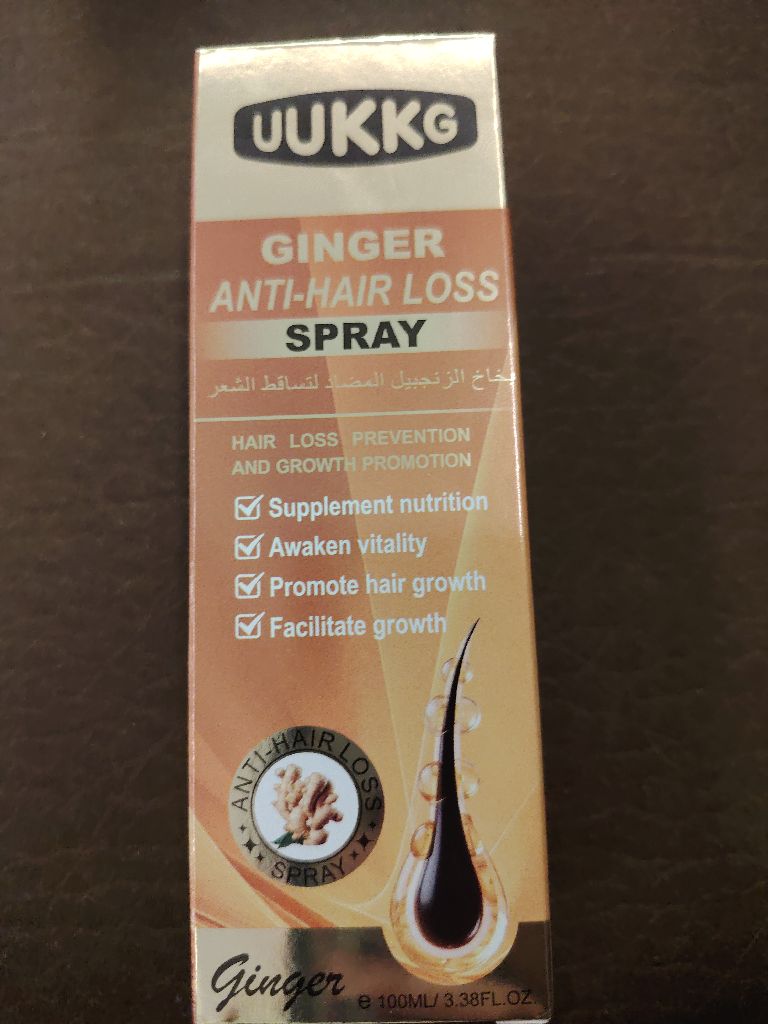 UUKKG
GINGER
ANTI-HAIR LOSS
SPRAY
بخاخ الزنجبيل المضاد لتساقط الشعر
HAIR LOSS PREVENTION
AND GROWTH PROMOTION
Supplement nutrition
Awaken vitality
Promote hair growth
Facilitate growth
ANTI-HAIR LOSS
SPRAY
Ginger
e 100ML/ 3.38FL.OZ.